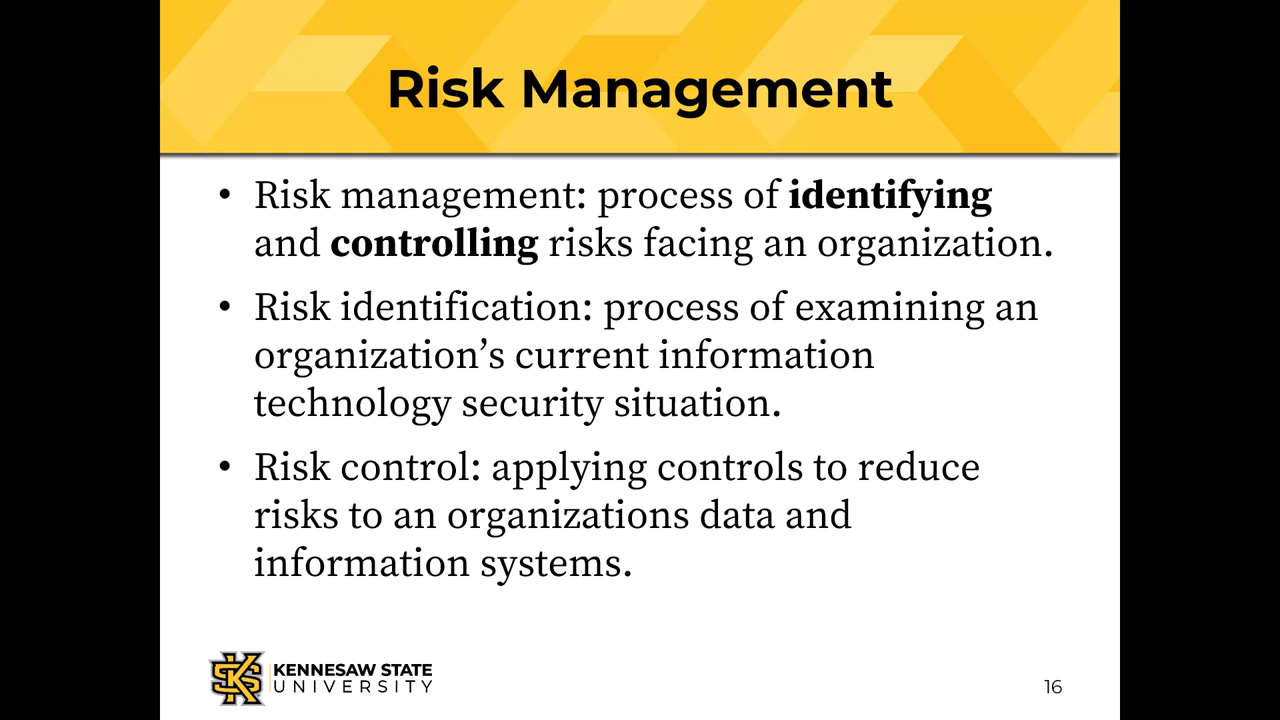 Risk Management
• Risk management: process of identifying
and controlling risks facing an organization.
• Risk identification: process of examining an
organization’s current information
technology security situation.
• Risk control: applying controls to reduce
risks to an organizations data and
information systems.
KS
KENNESAW STATE
UNIVERSITY
16